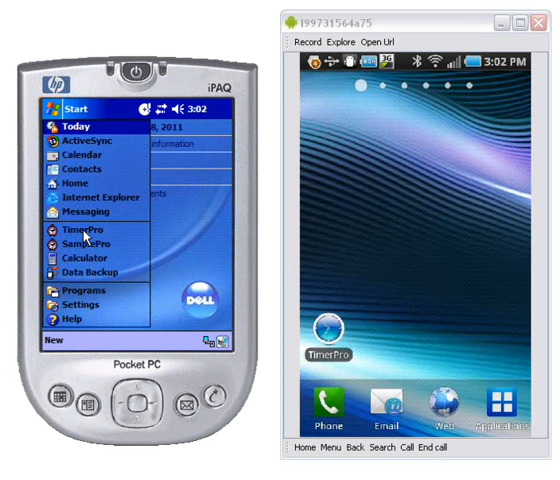 hp
iPAQ
Start 3:02
Today 8, 2011
ActiveSync information
Calendar
Contacts
Home
Internet Explorer ents
Messaging
TimerPro
SamplePro
Calculator
Data Backup
Programs
Settings
Help
DELL
New
Pocket PC
199731564a75
Record Explore Open Url
3G 3:02 PM
TimerPro
Phone Email Web Applications
Home Menu Back Search Call End call